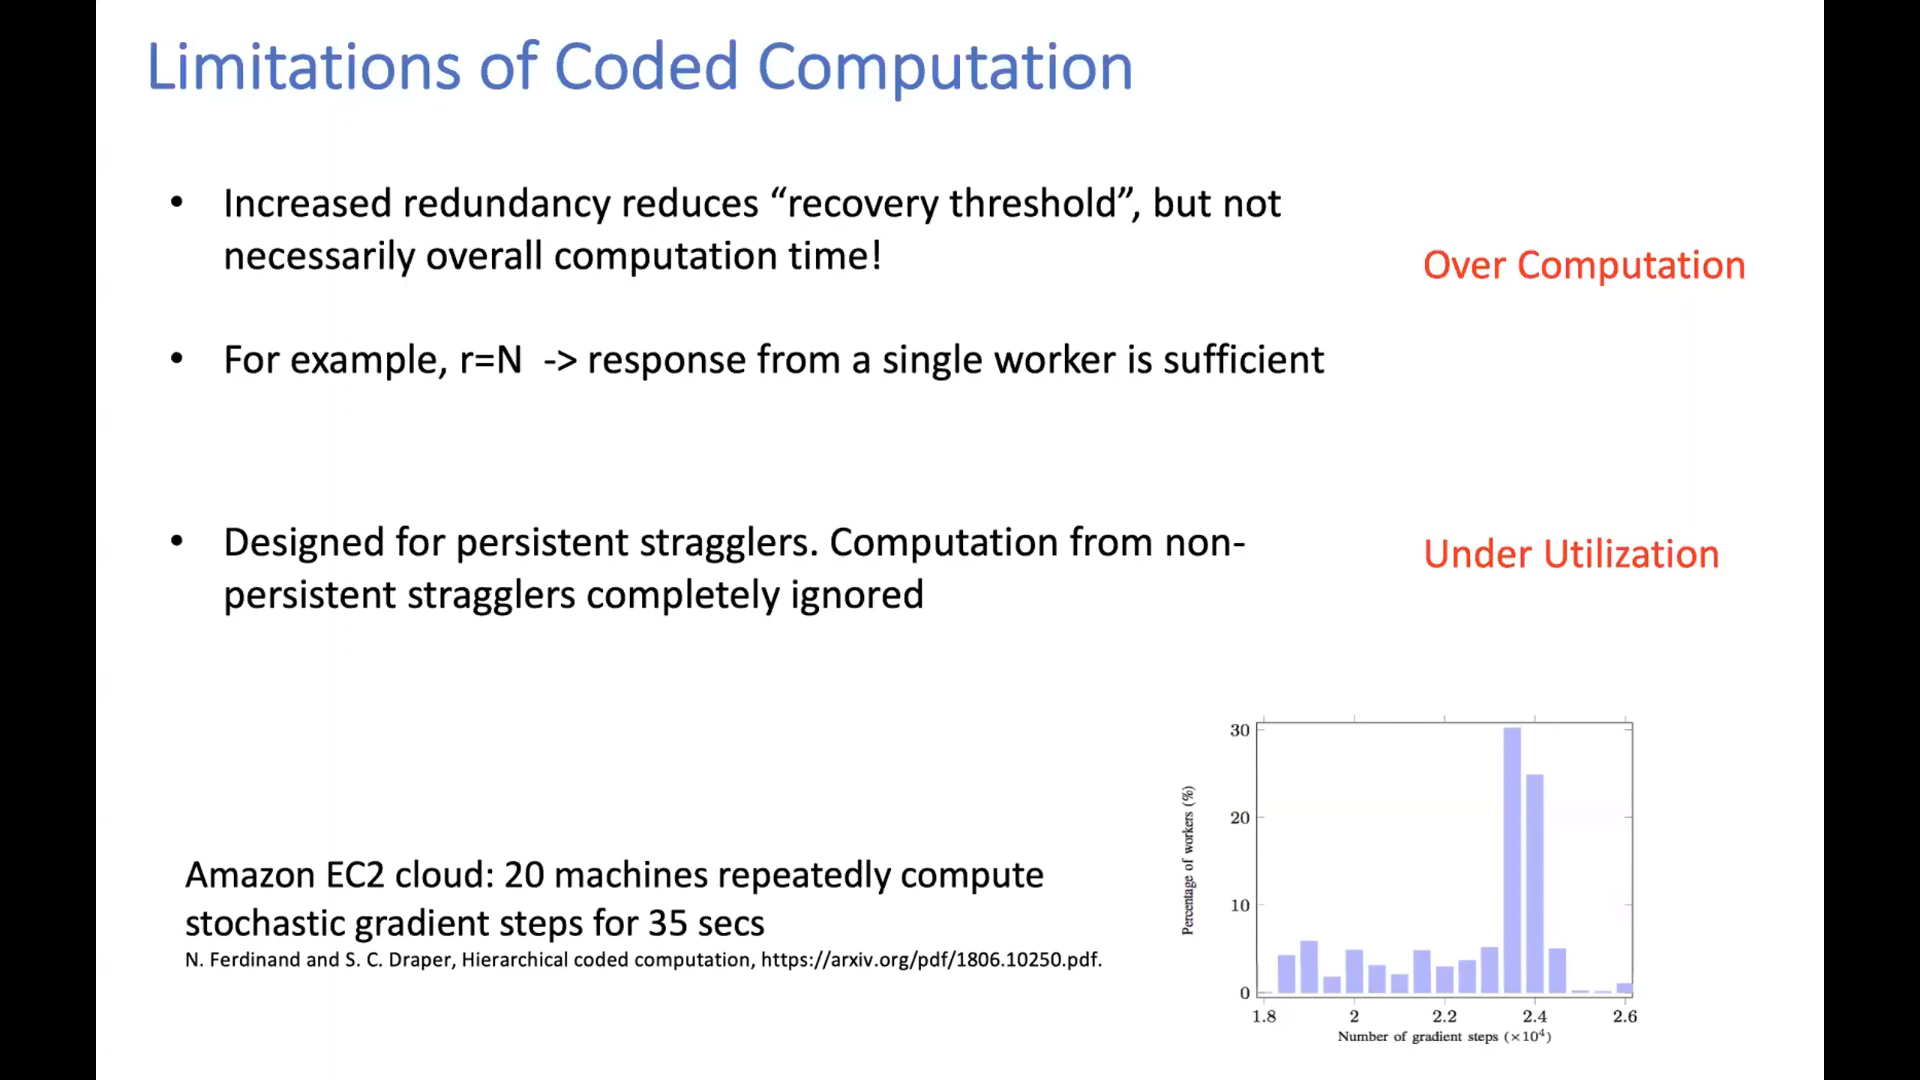 Limitations of Coded Computation
• Increased redundancy reduces “recovery threshold”, but not
necessarily overall computation time!
Over Computation
• For example, r=N -> response from a single worker is sufficient
• Designed for persistent stragglers. Computation from non-
persistent stragglers completely ignored
Under Utilization
Amazon EC2 cloud: 20 machines repeatedly compute
stochastic gradient steps for 35 secs
N. Ferdinand and S. C. Draper, Hierarchical coded computation, https://arxiv.org/pdf/1806.10250.pdf.
Percentage of workers (%)
30
20
10
0
1.8 2 2.2 2.4 2.6
Number of gradient steps (×10⁴)